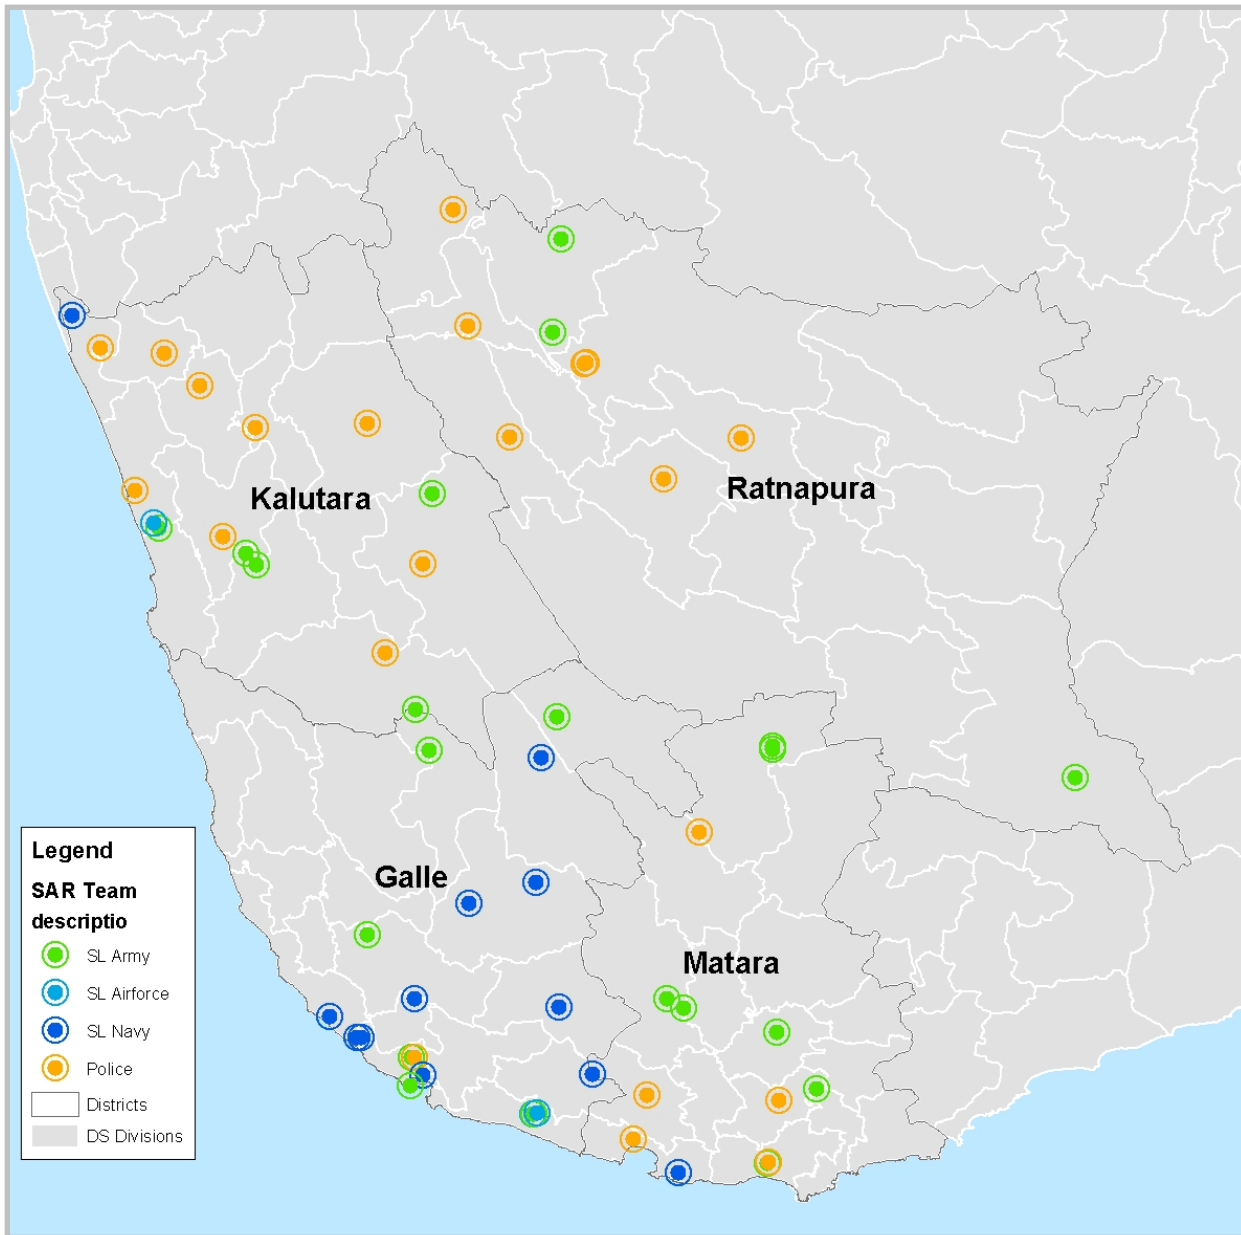 Kalutara
Ratnapura
Galle
Matara
Legend
SAR Team
descriptio
SL Army
SL Airforce
SL Navy
Police
Districts
DS Divisions